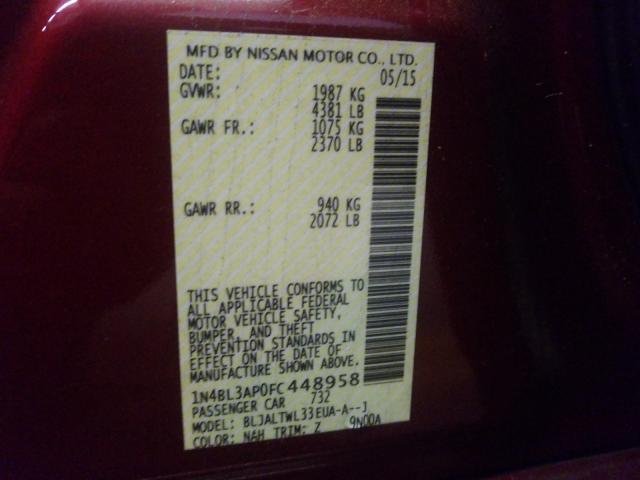 MFD BY NISSAN MOTOR CO., LTD.
DATE: 05/15
GVWR: 1987 KG
4381 LB
GAWR FR.: 1075 KG
2370 LB
GAWR RR.: 940 KG
2072 LB
THIS VEHICLE CONFORMS TO
ALL APPLICABLE FEDERAL
MOTOR VEHICLE SAFETY,
BUMPER, AND THEFT
PREVENTION STANDARDS IN
EFFECT ON THE DATE OF
MANUFACTURE SHOWN ABOVE.
1N4BL3AP0FC448958
PASSENGER CAR 732
MODEL: BLJALTWL33EUA-A--J
COLOR: NAH TRIM: Z 9N00A